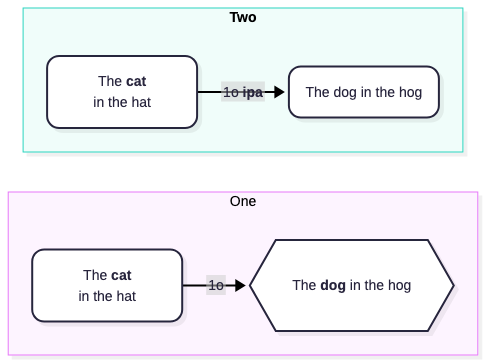 Two
The cat
in the hat
1o ipa
The dog in the hog
One
The cat
in the hat
1o
The dog in the hog